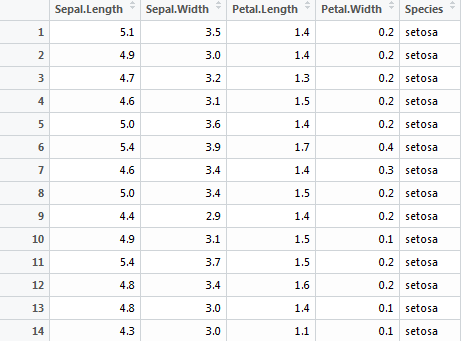 Sepal.Length Sepal.Width Petal.Length Petal.Width Species
1 5.1 3.5 1.4 0.2 setosa
2 4.9 3.0 1.4 0.2 setosa
3 4.7 3.2 1.3 0.2 setosa
4 4.6 3.1 1.5 0.2 setosa
5 5.0 3.6 1.4 0.2 setosa
6 5.4 3.9 1.7 0.4 setosa
7 4.6 3.4 1.4 0.3 setosa
8 5.0 3.4 1.5 0.2 setosa
9 4.4 2.9 1.4 0.2 setosa
10 4.9 3.1 1.5 0.1 setosa
11 5.4 3.7 1.5 0.2 setosa
12 4.8 3.4 1.6 0.2 setosa
13 4.8 3.0 1.4 0.1 setosa
14 4.3 3.0 1.1 0.1 setosa